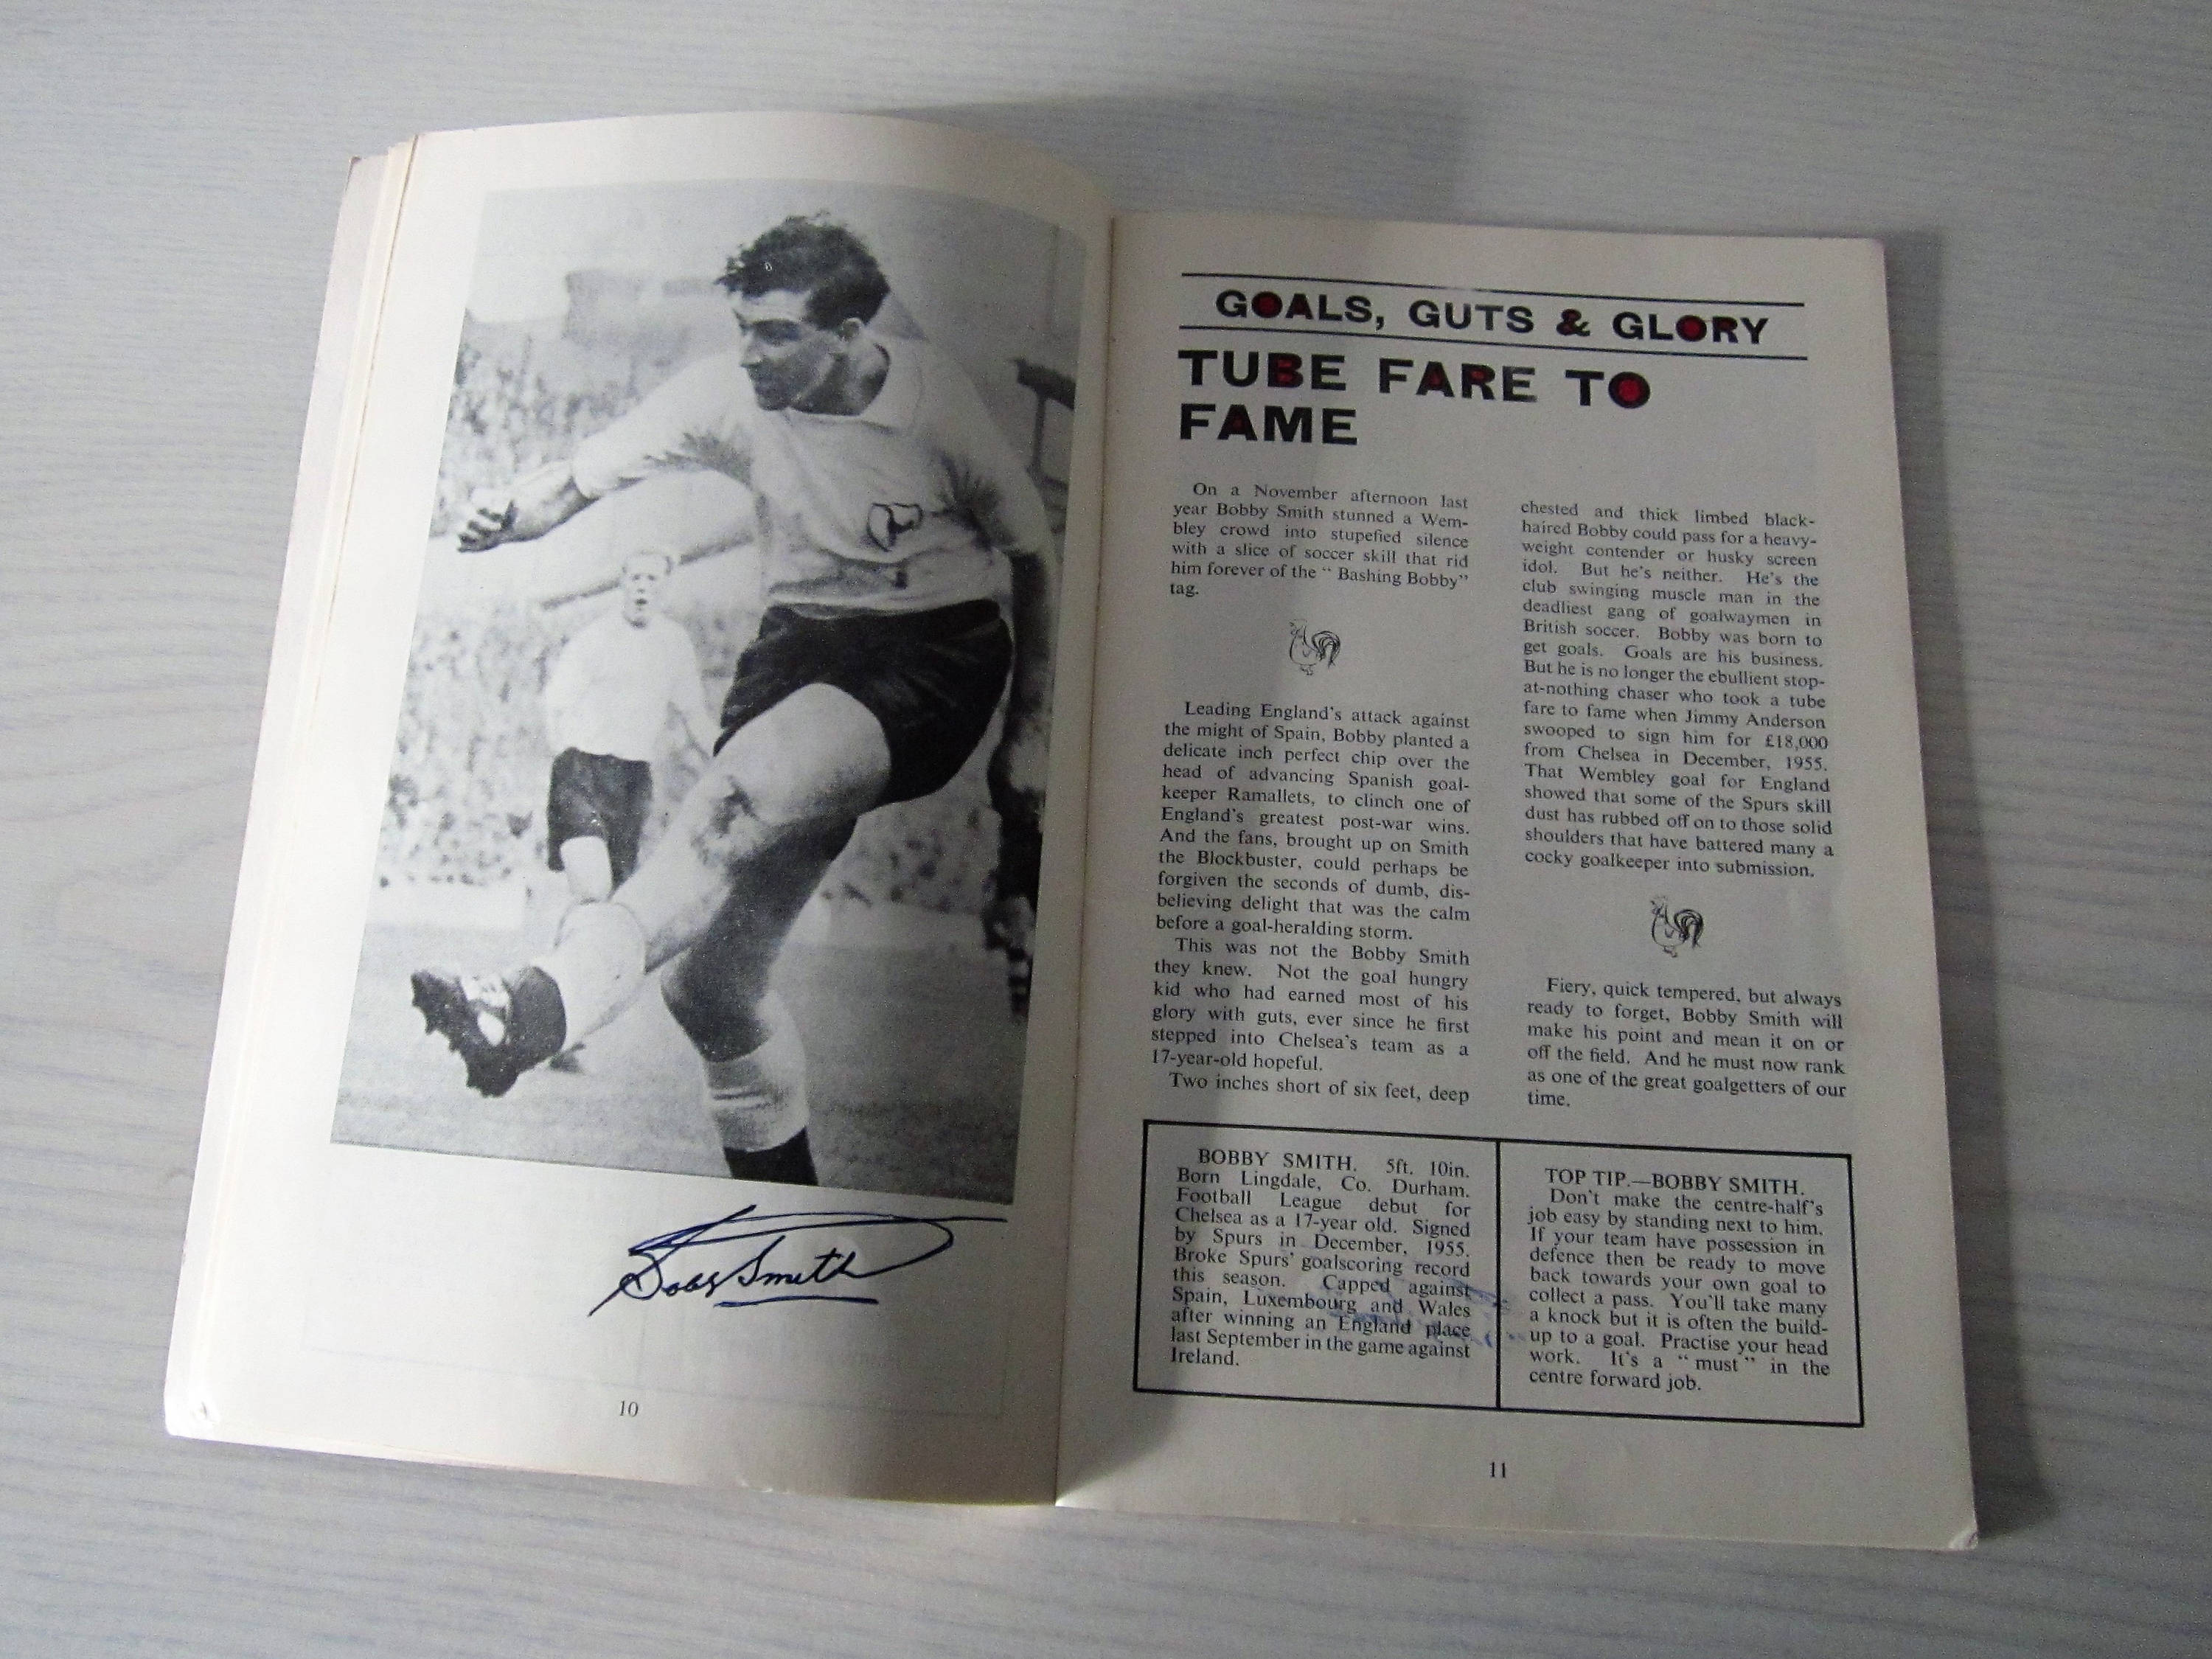 Bobby Smith
10
GOALS, GUTS & GLORY
TUBE FARE TO
FAME
On a November afternoon last
year Bobby Smith stunned a Wem-
bley crowd into stupefied silence
with a slice of soccer skill that rid
him forever of the “ Bashing Bobby”
tag.
Leading England's attack against
the might of Spain, Bobby planted a
delicate inch perfect chip over the
head of advancing Spanish goal-
keeper Ramallets, to clinch one of
England's greatest post-war wins.
And the fans, brought up on Smith
the Blockbuster, could perhaps be
forgiven the seconds of dumb, dis-
believing delight that was the calm
before a goal-heralding storm.
This was not the Bobby Smith
they knew. Not the goal hungry
kid who had earned most of his
glory with guts, ever since he first
stepped into Chelsea's team as a
17-year-old hopeful.
Two inches short of six feet, deep
chested and thick limbed black-
haired Bobby could pass for a heavy-
weight contender or husky screen
idol. But he's neither. He's the
club swinging muscle man in the
deadliest gang of goalwaymen in
British soccer. Bobby was born to
get goals. Goals are his business.
But he is no longer the ebullient stop-
at-nothing chaser who took a tube
fare to fame when Jimmy Anderson
swooped to sign him for £18,000
from Chelsea in December, 1955.
That Wembley goal for England
showed that some of the Spurs skill
dust has rubbed off on to those solid
shoulders that have battered many a
cocky goalkeeper into submission.
Fiery, quick tempered, but always
ready to forget, Bobby Smith will
make his point and mean it on or
off the field. And he must now rank
as one of the great goalgetters of our
time.
BOBBY SMITH. 5ft. 10in.
Born Lingdale, Co. Durham.
Football League debut for
Chelsea as a 17-year old. Signed
by Spurs in December, 1955.
Broke Spurs' goalscoring record
this season. Capped against
Spain, Luxembourg and Wales
after winning an England place
last September in the game against
Ireland.
TOP TIP.—BOBBY SMITH.
Don't make the centre-half's
job easy by standing next to him.
If your team have possession in
defence then be ready to move
back towards your own goal to
collect a pass. You'll take many
a knock but it is often the build-
up to a goal. Practise your head
work. It's a “must” in the
centre forward job.
11